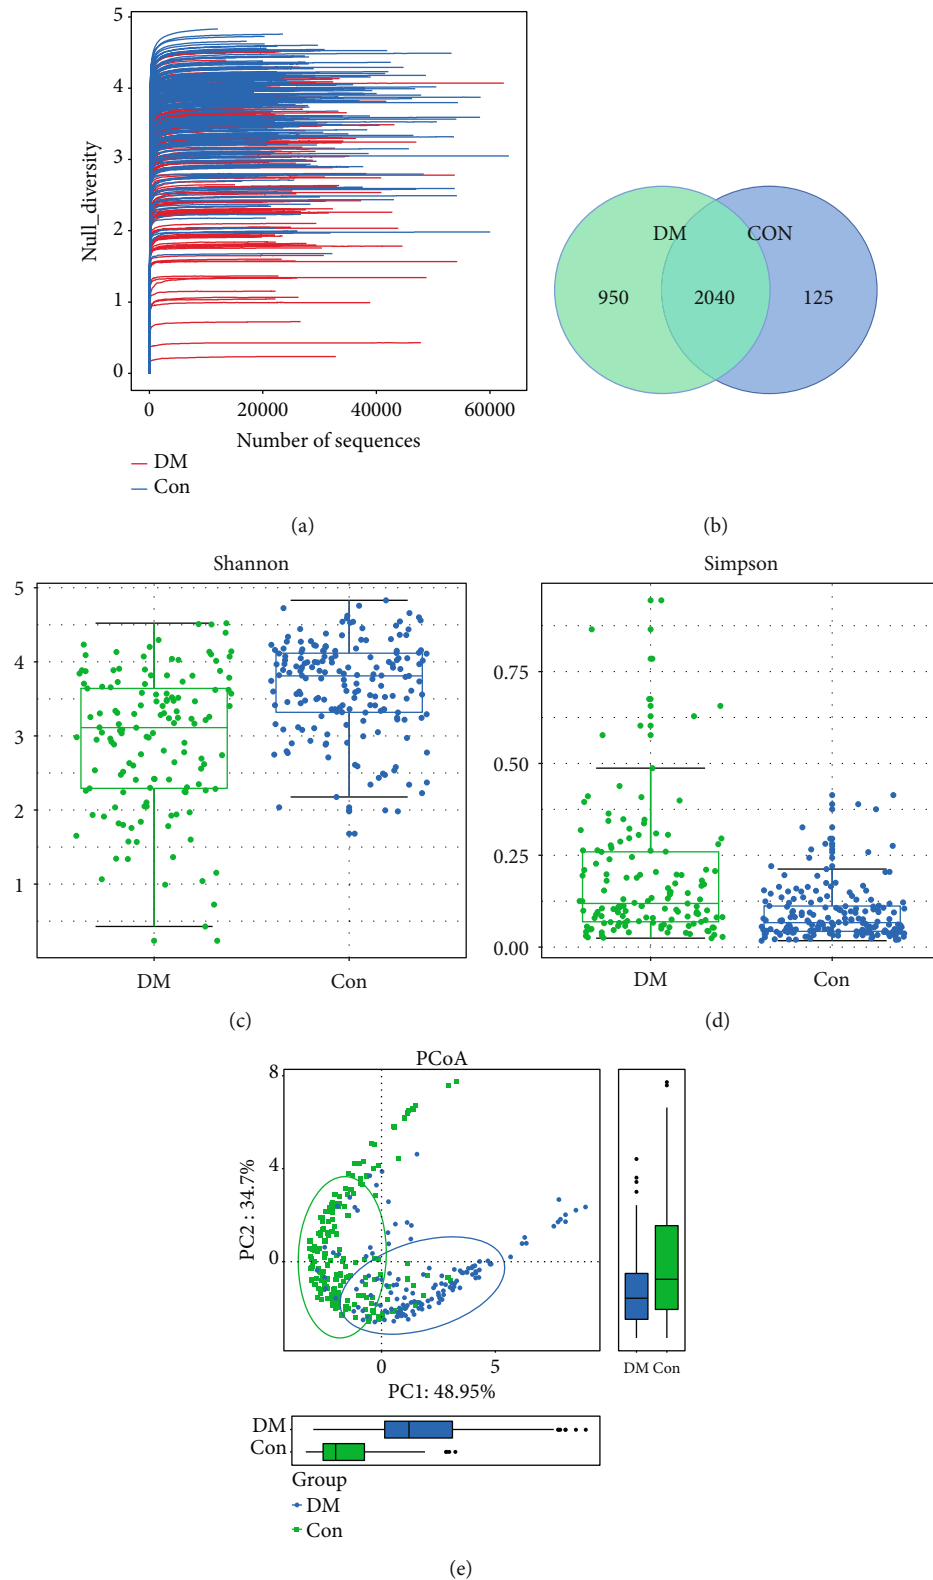 5
4
3
2
1
0
Null_diversity
0 20000 40000 60000
Number of sequences
DM
Con
(a)
DM CON
950 2040 125
(b)
Shannon
5
4
3
2
1
DM Con
(c)
Simpson
0.75
0.50
0.25
0.00
DM Con
(d)
PCoA
8
4
0
PC2 : 34.7%
0 5
PC1: 48.95%
DM Con
DM
Con
Group
DM
Con
(e)